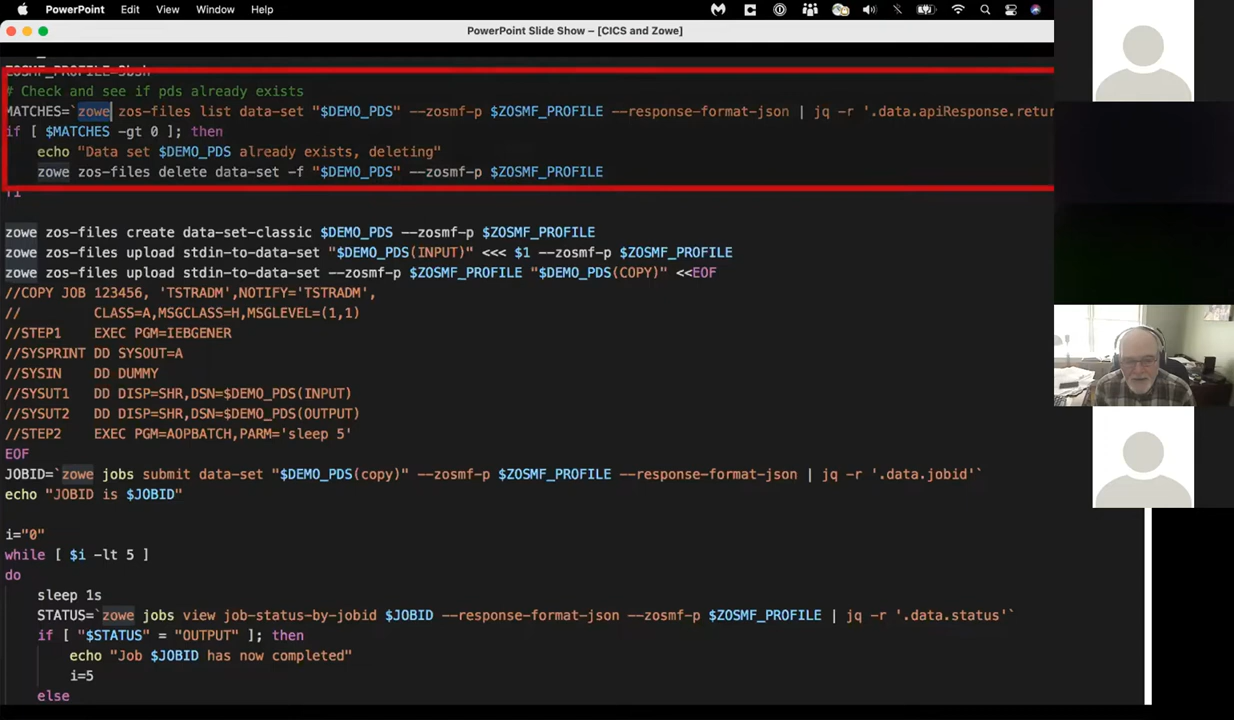 PowerPoint Edit View Window Help
PowerPoint Slide Show – [CICS and Zowe]
ZOSMF_PROFILE=3bsh
# Check and see if pds already exists
MATCHES=`zowe zos-files list data-set "$DEMO_PDS" --zosmf-p $ZOSMF_PROFILE --response-format-json | jq -r '.data.apiResponse.retur
if [ $MATCHES -gt 0 ]; then
echo "Data set $DEMO_PDS already exists, deleting"
zowe zos-files delete data-set -f "$DEMO_PDS" --zosmf-p $ZOSMF_PROFILE
fi
zowe zos-files create data-set-classic $DEMO_PDS --zosmf-p $ZOSMF_PROFILE
zowe zos-files upload stdin-to-data-set "$DEMO_PDS(INPUT)" <<< $1 --zosmf-p $ZOSMF_PROFILE
zowe zos-files upload stdin-to-data-set --zosmf-p $ZOSMF_PROFILE "$DEMO_PDS(COPY)" <<EOF
//COPY JOB 123456, 'TSTRADM',NOTIFY='TSTRADM',
// CLASS=A,MSGCLASS=H,MSGLEVEL=(1,1)
//STEP1 EXEC PGM=IEBGENER
//SYSPRINT DD SYSOUT=A
//SYSIN DD DUMMY
//SYSUT1 DD DISP=SHR,DSN=$DEMO_PDS(INPUT)
//SYSUT2 DD DISP=SHR,DSN=$DEMO_PDS(OUTPUT)
//STEP2 EXEC PGM=AOPBATCH,PARM='sleep 5'
EOF
JOBID=`zowe jobs submit data-set "$DEMO_PDS(copy)" --zosmf-p $ZOSMF_PROFILE --response-format-json | jq -r '.data.jobid'`
echo "JOBID is $JOBID"
i="0"
while [ $i -lt 5 ]
do
sleep 1s
STATUS=`zowe jobs view job-status-by-jobid $JOBID --response-format-json --zosmf-p $ZOSMF_PROFILE | jq -r '.data.status'`
if [ "$STATUS" = "OUTPUT" ]; then
echo "Job $JOBID has now completed"
i=5
else